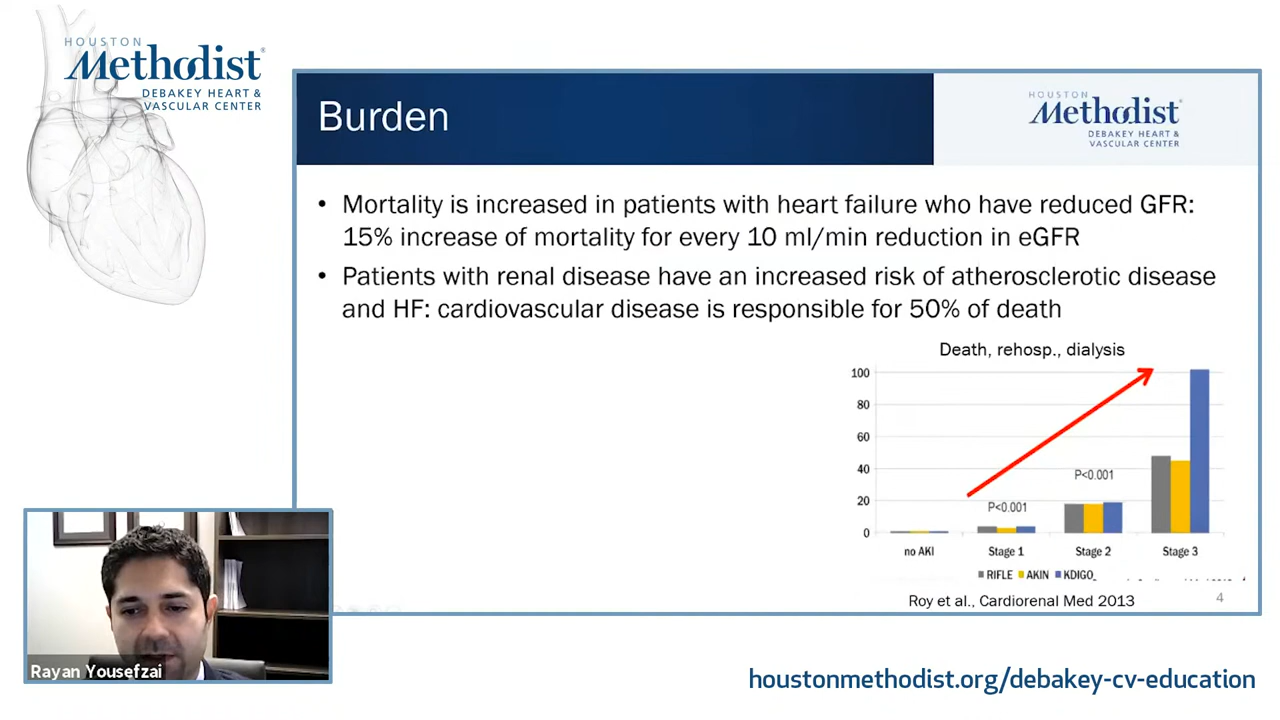 HOUSTON
Methodist®
DEBAKEY HEART &
VASCULAR CENTER
Burden
HOUSTON
Methodist®
DEBAKEY HEART &
VASCULAR CENTER
• Mortality is increased in patients with heart failure who have reduced GFR:
15% increase of mortality for every 10 ml/min reduction in eGFR
• Patients with renal disease have an increased risk of atherosclerotic disease
and HF: cardiovascular disease is responsible for 50% of death
Death, rehosp., dialysis
100
80
60
40
20
0
P<0.001
P<0.001
no AKI Stage 1 Stage 2 Stage 3
RIFLE AKIN KDIGO
Roy et al., Cardiorenal Med 2013
4
Rayan Yousefzai
houstonmethodist.org/debakey-cv-education